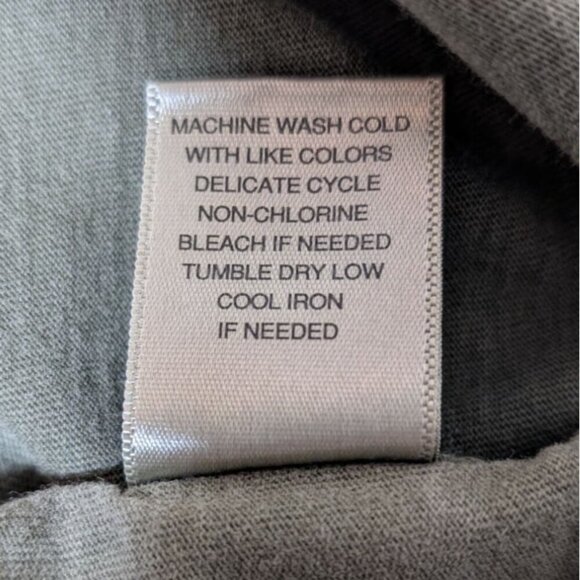 MACHINE WASH COLD
WITH LIKE COLORS
DELICATE CYCLE
NON-CHLORINE
BLEACH IF NEEDED
TUMBLE DRY LOW
COOL IRON
IF NEEDED